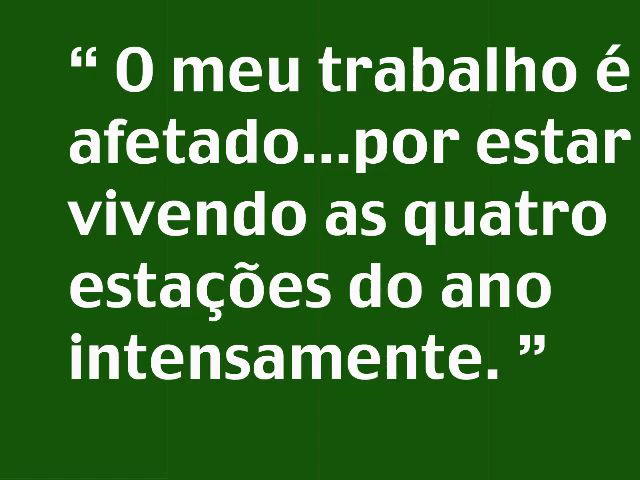 “ O meu trabalho é
afetado...por estar
vivendo as quatro
estações do ano
intensamente. ”